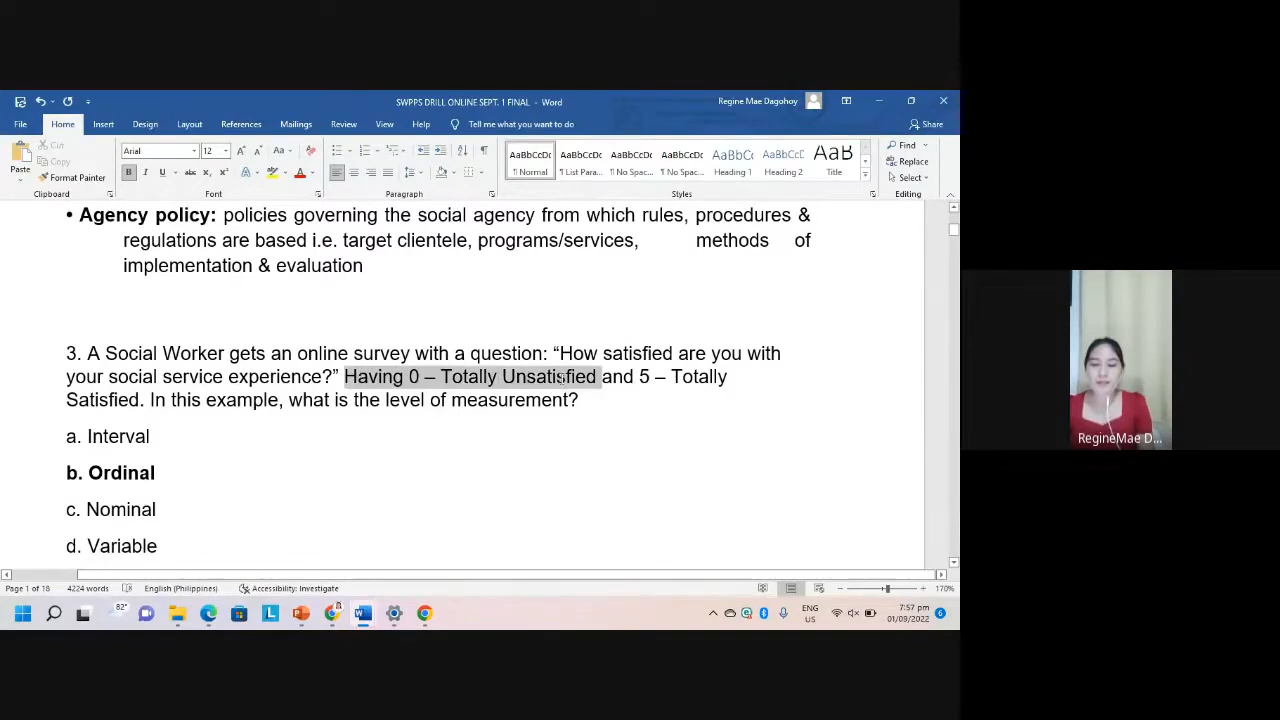 SWPPS DRILL ONLINE SEPT. 1 FINAL - Word
Regine Mae Dagohoy
File Home Insert Design Layout References Mailings Review View Help Tell me what you want to do Share
Paste
Cut
Copy
Format Painter
Clipboard
Arial 12
Font
Paragraph
AaBbCcDc AaBbCcDc AaBbCcDc AaBbCcDc AaBbCc AaBbCcD AaB
¶ Normal ¶ List Para... ¶ No Spac... ¶ No Spac... Heading 1 Heading 2 Title
Styles
Find
Replace
Select
Editing
• Agency policy: policies governing the social agency from which rules, procedures &
regulations are based i.e. target clientele, programs/services, methods of
implementation & evaluation
3. A Social Worker gets an online survey with a question: “How satisfied are you with
your social service experience?” Having 0 – Totally Unsatisfied and 5 – Totally
Satisfied. In this example, what is the level of measurement?
a. Interval
b. Ordinal
c. Nominal
d. Variable
RegineMae D...
Page 1 of 18 4224 words English (Philippines) Accessibility: Investigate 170%
82°
ENG
US
7:57 pm
01/09/2022
6